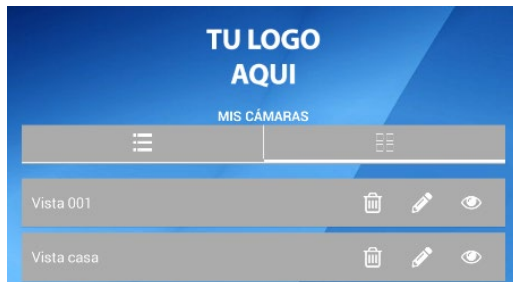 TU LOGO
AQUI
MIS CÁMARAS
Vista 001
Vista casa